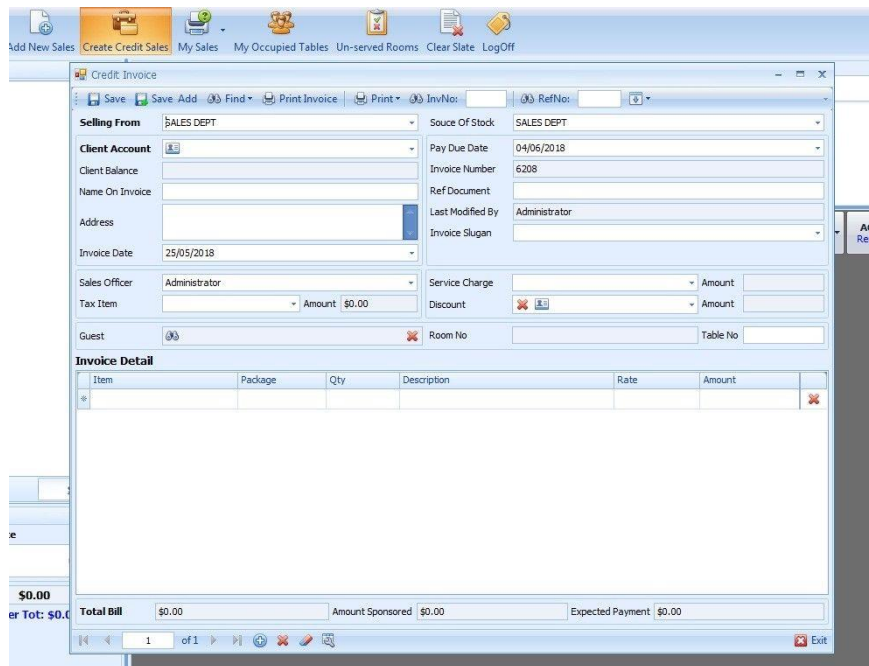 Add New Sales Create Credit Sales My Sales My Occupied Tables Un-served Rooms Clear Slate LogOff
Credit Invoice
Save Save Add Find Print Invoice Print InvNo: RefNo:
Selling From SALES DEPT Souce Of Stock SALES DEPT
Client Account Pay Due Date 04/06/2018
Client Balance Invoice Number 6208
Name On Invoice Ref Document
Address Last Modified By Administrator
Invoice Slugan
Invoice Date 25/05/2018
Sales Officer Administrator Service Charge Amount
Tax Item Amount $0.00 Discount Amount
Guest Room No Table No
Invoice Detail
Item Package Qty Description Rate Amount
$0.00
Total Bill $0.00 Amount Sponsored $0.00 Expected Payment $0.00
er Tot: $0.0
1 of 1 Exit